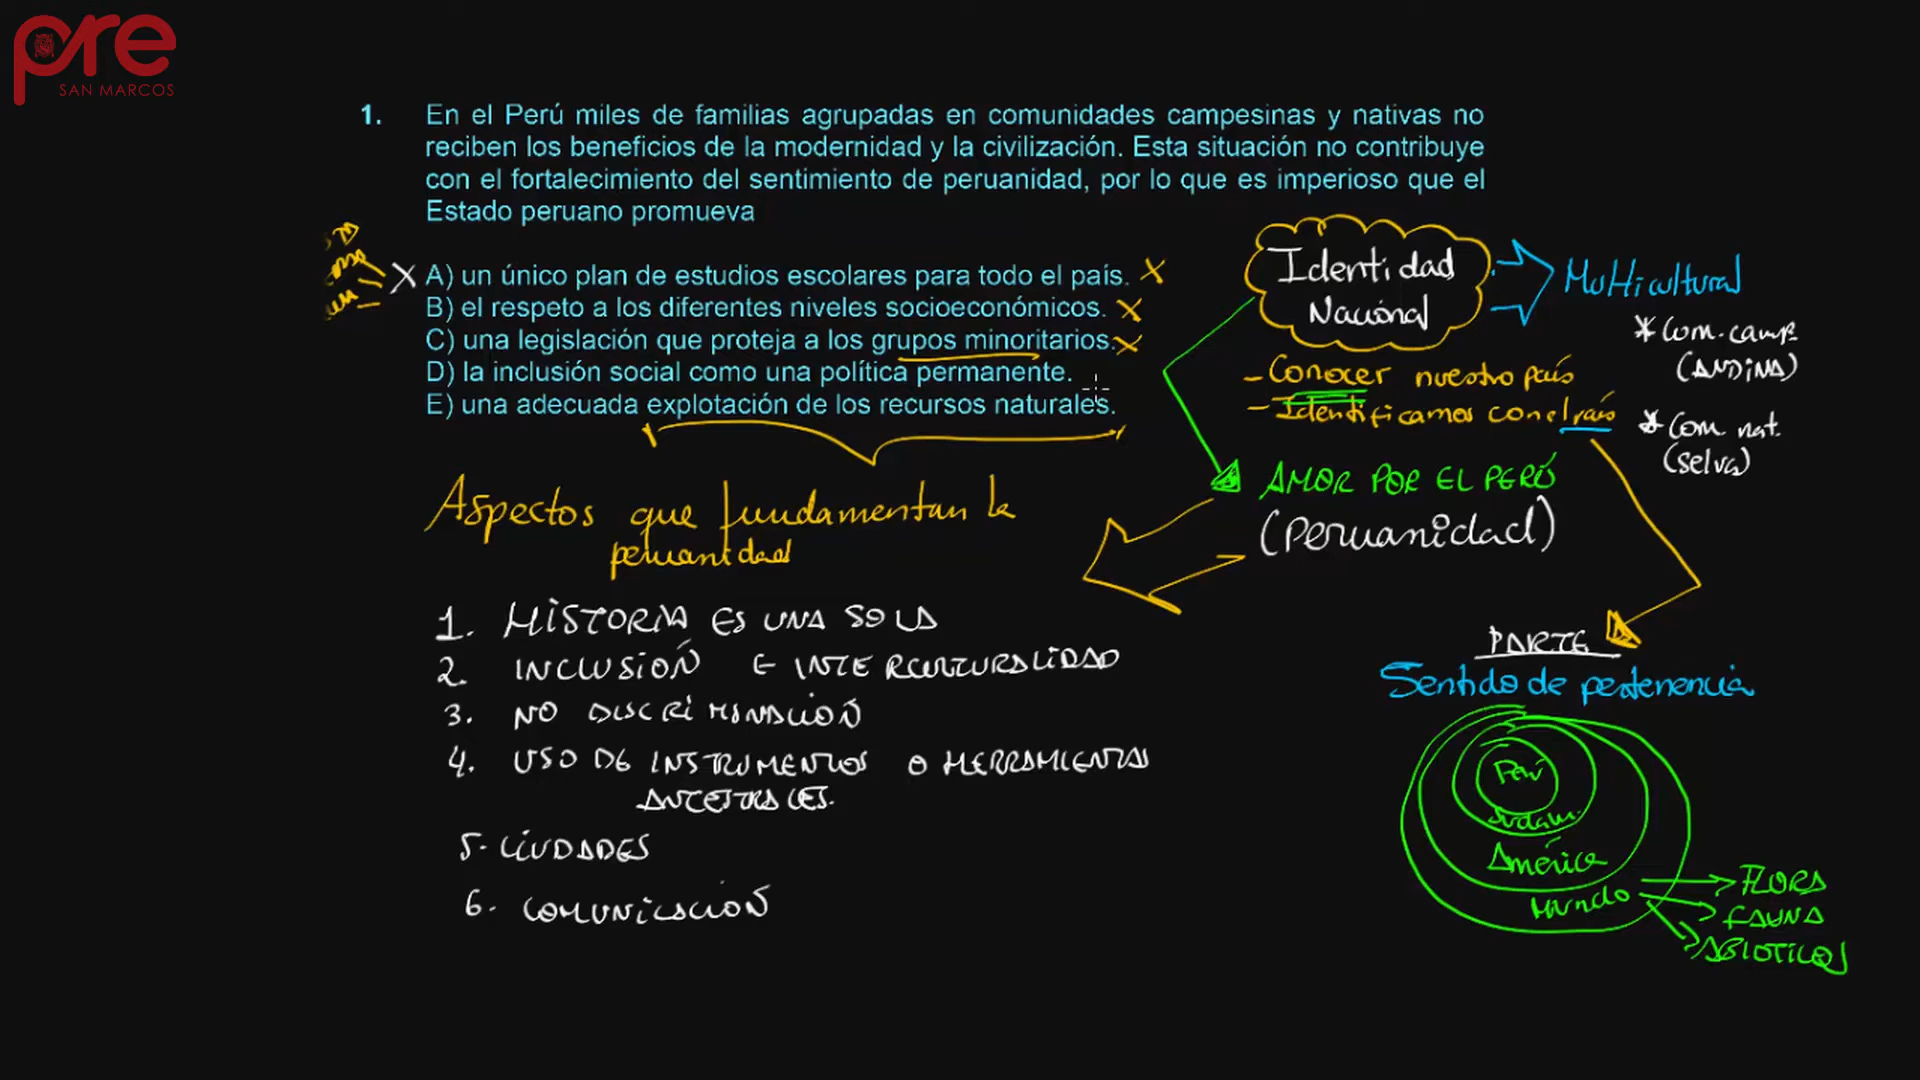 pre
SAN MARCOS
1. En el Perú miles de familias agrupadas en comunidades campesinas y nativas no
reciben los beneficios de la modernidad y la civilización. Esta situación no contribuye
con el fortalecimiento del sentimiento de peruanidad, por lo que es imperioso que el
Estado peruano promueva
A) un único plan de estudios escolares para todo el país.
B) el respeto a los diferentes niveles socioeconómicos.
C) una legislación que proteja a los grupos minoritarios.
D) la inclusión social como una política permanente.
E) una adecuada explotación de los recursos naturales.
Identidad
Nacional
Multicultural
* Com. camp.
(ANDINA)
* Com. nat.
(selva)
- Conocer nuestro país
- Identificarnos con el país
AMOR POR EL PERÚ
(Peruanidad)
Aspectos que fundamentan la
peruanidad
1. HISTORIA ES UNA SOLA
2. INCLUSIÓN E INTERCULTURALIDAD
3. NO DISCRIMINACIÓN
4. USO DE INSTRUMENTOS O HERRAMIENTAS
ANCESTRALES.
5. CIUDADES
6. COMUNICACIÓN
PARTE
Sentido de pertenencia
Perú
Sudam.
América
Mundo
FLORA
FAUNA
ABIOTICOS